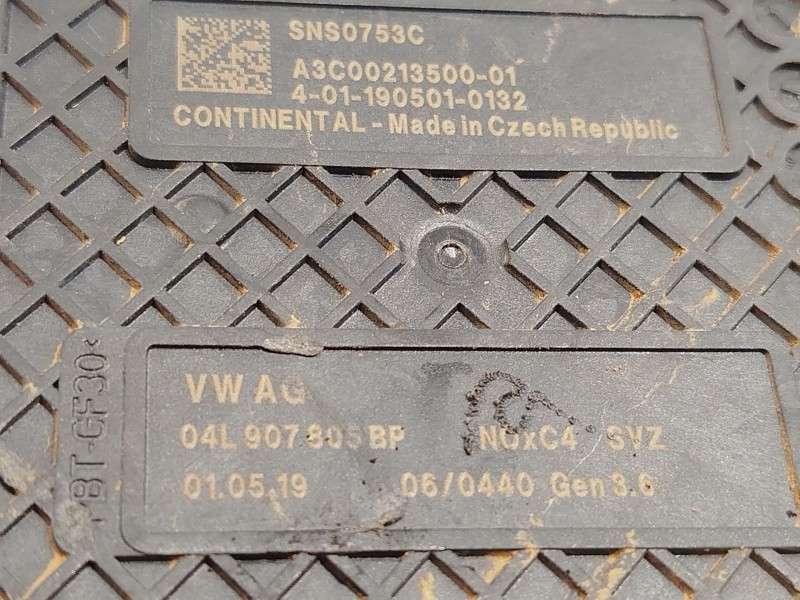 SNS0753C
A3C00213500-01
4-01-190501-0132
CONTINENTAL - Made in Czech Republic
VW AG
04L 907 805 BP NOxC4 SVZ
01.05.19 06/0440 Gen 3.6
PBT-GF30<